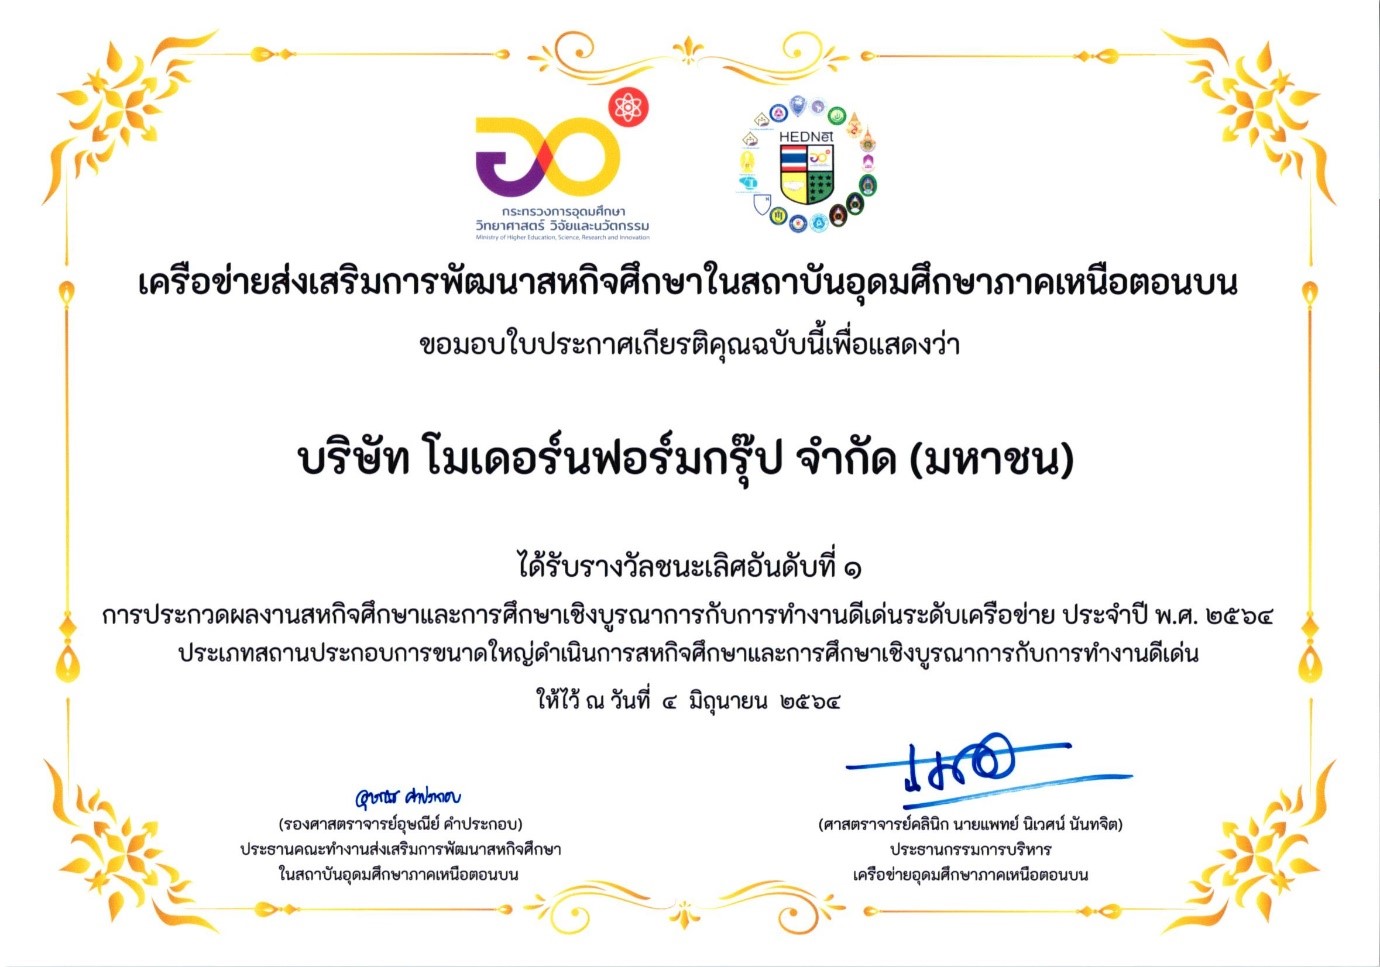 กระทรวงการอุดมศึกษา
วิทยาศาสตร์ วิจัยและนวัตกรรม
Ministry of Higher Education, Science, Research and Innovation
HEDNet
เครือข่ายส่งเสริมการพัฒนาสหกิจศึกษาในสถาบันอุดมศึกษาภาคเหนือตอนบน
ขอมอบใบประกาศเกียรติคุณฉบับนี้เพื่อแสดงว่า
บริษัท โมเดอร์นฟอร์มกรุ๊ป จำกัด (มหาชน)
ได้รับรางวัลชนะเลิศอันดับที่ ๑
การประกวดผลงานสหกิจศึกษาและการศึกษาเชิงบูรณาการกับการทำงานดีเด่นระดับเครือข่าย ประจำปี พ.ศ. ๒๕๖๔
ประเภทสถานประกอบการขนาดใหญ่ดำเนินการสหกิจศึกษาและการศึกษาเชิงบูรณาการกับการทำงานดีเด่น
ให้ไว้ ณ วันที่ ๔ มิถุนายน ๒๕๖๔
อุษณีย์ คำประกอบ
(รองศาสตราจารย์อุษณีย์ คำประกอบ)
ประธานคณะทำงานส่งเสริมการพัฒนาสหกิจศึกษา
ในสถาบันอุดมศึกษาภาคเหนือตอนบน
(ศาสตราจารย์คลินิก นายแพทย์ นิเวศน์ นันทจิต)
ประธานกรรมการบริหาร
เครือข่ายอุดมศึกษาภาคเหนือตอนบน